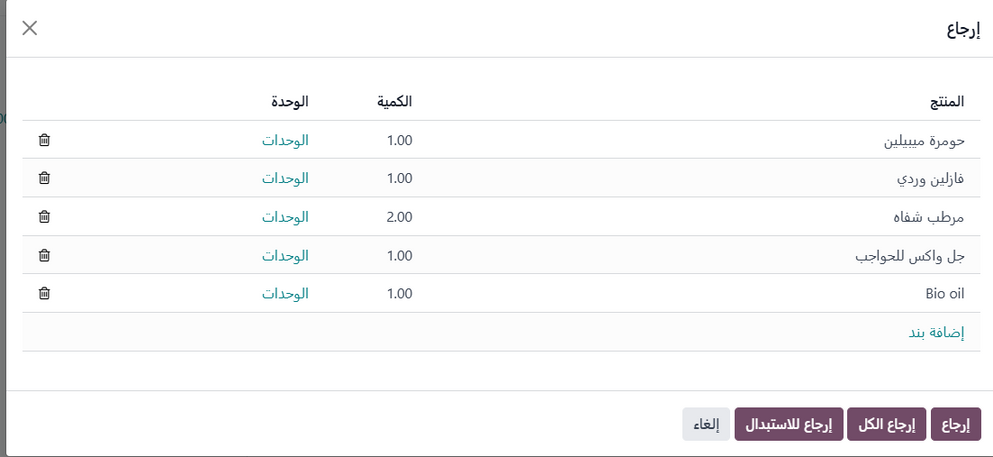 إرجاع
المنتج الكمية الوحدة
حومرة ميبيلين 1.00 الوحدات
فازلين وردي 1.00 الوحدات
مرطب شفاه 2.00 الوحدات
جل واكس للحواجب 1.00 الوحدات
Bio oil 1.00 الوحدات
إضافة بند
إرجاع إرجاع الكل إرجاع للاستبدال إلغاء